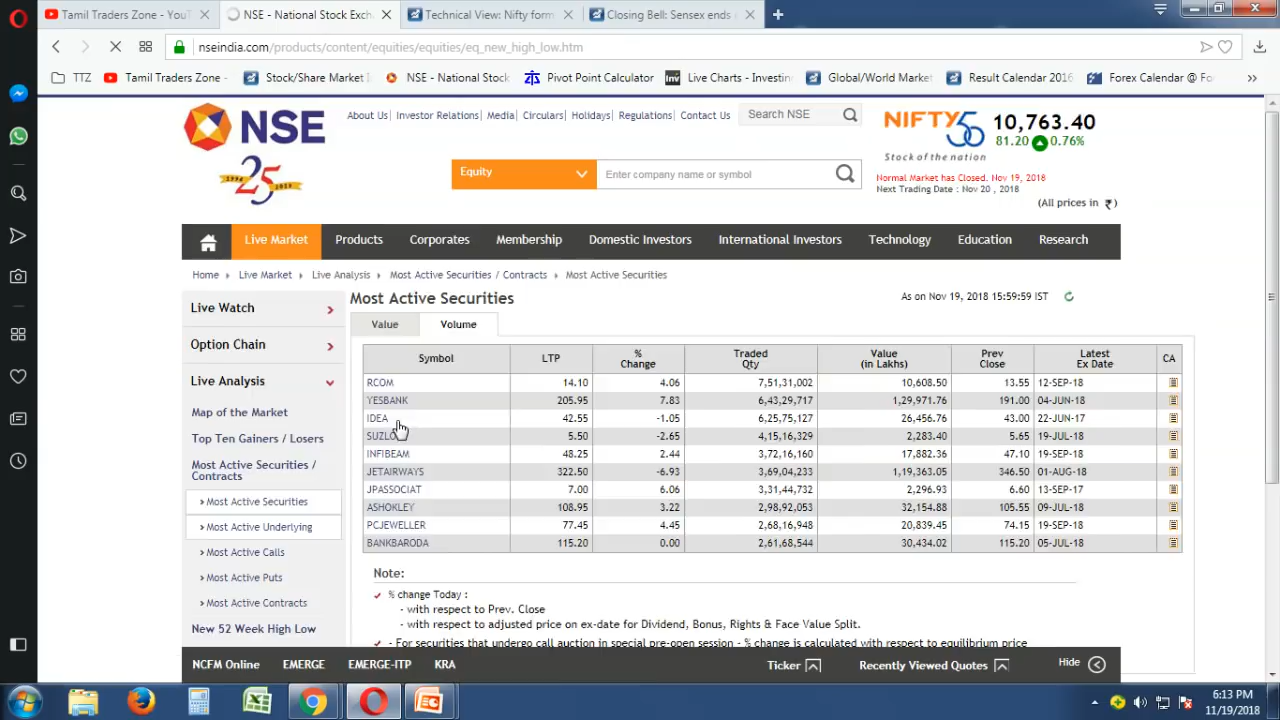 Tamil Traders Zone - YouT
NSE - National Stock Exch
Technical View: Nifty form
Closing Bell: Sensex ends
nseindia.com/products/content/equities/equities/eq_new_high_low.htm
TTZ
Tamil Traders Zone -
Stock/Share Market I
NSE - National Stock
Pivot Point Calculator
Live Charts - Investin
Global/World Market
Result Calendar 2016
Forex Calendar @ Fo
NSE
25
About Us | Investor Relations | Media | Circulars | Holidays | Regulations | Contact Us
Search NSE
NIFTY 50
Stock of the nation
10,763.40
81.20 0.76%
Equity
Enter company name or symbol
Normal Market has Closed. Nov 19, 2018
Next Trading Date : Nov 20 , 2018
(All prices in ₹)
Live Market Products Corporates Membership Domestic Investors International Investors Technology Education Research
Home Live Market Live Analysis Most Active Securities / Contracts Most Active Securities
Live Watch
Option Chain
Live Analysis
Map of the Market
Top Ten Gainers / Losers
Most Active Securities /
Contracts
Most Active Securities
Most Active Underlying
Most Active Calls
Most Active Puts
Most Active Contracts
New 52 Week High Low
Most Active Securities
As on Nov 19, 2018 15:59:59 IST
Value Volume
Symbol LTP % Change Traded Qty Value (in Lakhs) Prev Close Latest Ex Date CA
RCOM 14.10 4.06 7,51,31,002 10,608.50 13.55 12-SEP-18
YESBANK 205.95 7.83 6,43,29,717 1,29,971.76 191.00 04-JUN-18
IDEA 42.55 -1.05 6,25,75,127 26,456.76 43.00 22-JUN-17
SUZLO 5.50 -2.65 4,15,16,329 2,283.40 5.65 19-JUL-18
INFIBEAM 48.25 2.44 3,72,16,160 17,882.36 47.10 19-SEP-18
JETAIRWAYS 322.50 -6.93 3,69,04,233 1,19,363.05 346.50 01-AUG-18
JPASSOCIAT 7.00 6.06 3,31,44,732 2,296.93 6.60 13-SEP-17
ASHOKLEY 108.95 3.22 2,98,92,053 32,154.88 105.55 09-JUL-18
PCJEWELLER 77.45 4.45 2,68,16,948 20,839.45 74.15 19-SEP-18
BANKBARODA 115.20 0.00 2,61,68,544 30,434.02 115.20 05-JUL-18
Note:
% change Today :
- with respect to Prev. Close
- with respect to adjusted price on ex-date for Dividend, Bonus, Rights & Face Value Split.
- For securities that undergo call auction in special pre-open session - % change is calculated with respect to equilibrium price
NCFM Online EMERGE EMERGE-ITP KRA
Ticker Recently Viewed Quotes Hide
6:13 PM
11/19/2018